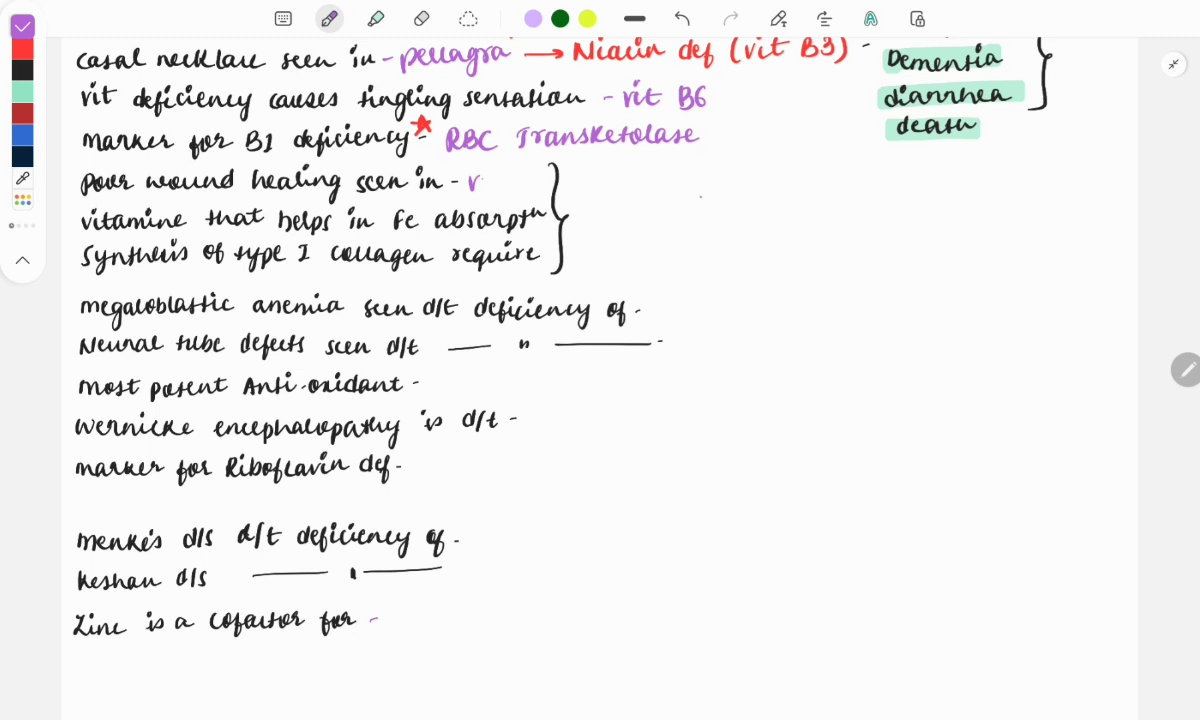 Casal necklace seen in - pellagra → Niacin def (vit B3) -
Dementia
vit deficiency causes tingling sensation - vit B6
diarrhea
death
Marker for B1 deficiency - RBC Transketolase
Poor wound healing seen in - v
vitamine that helps in Fe absorptn
Synthesis of type I collagen require
megaloblastic anemia seen d/t deficiency of -
Neural tube defects seen d/t — " — -
Most potent Anti-oxidant -
Wernicke encephalopathy is d/t -
marker for Riboflavin def -
Menke's d/s d/t deficiency of -
Keshan d/s — " —
Zinc is a cofactor for -